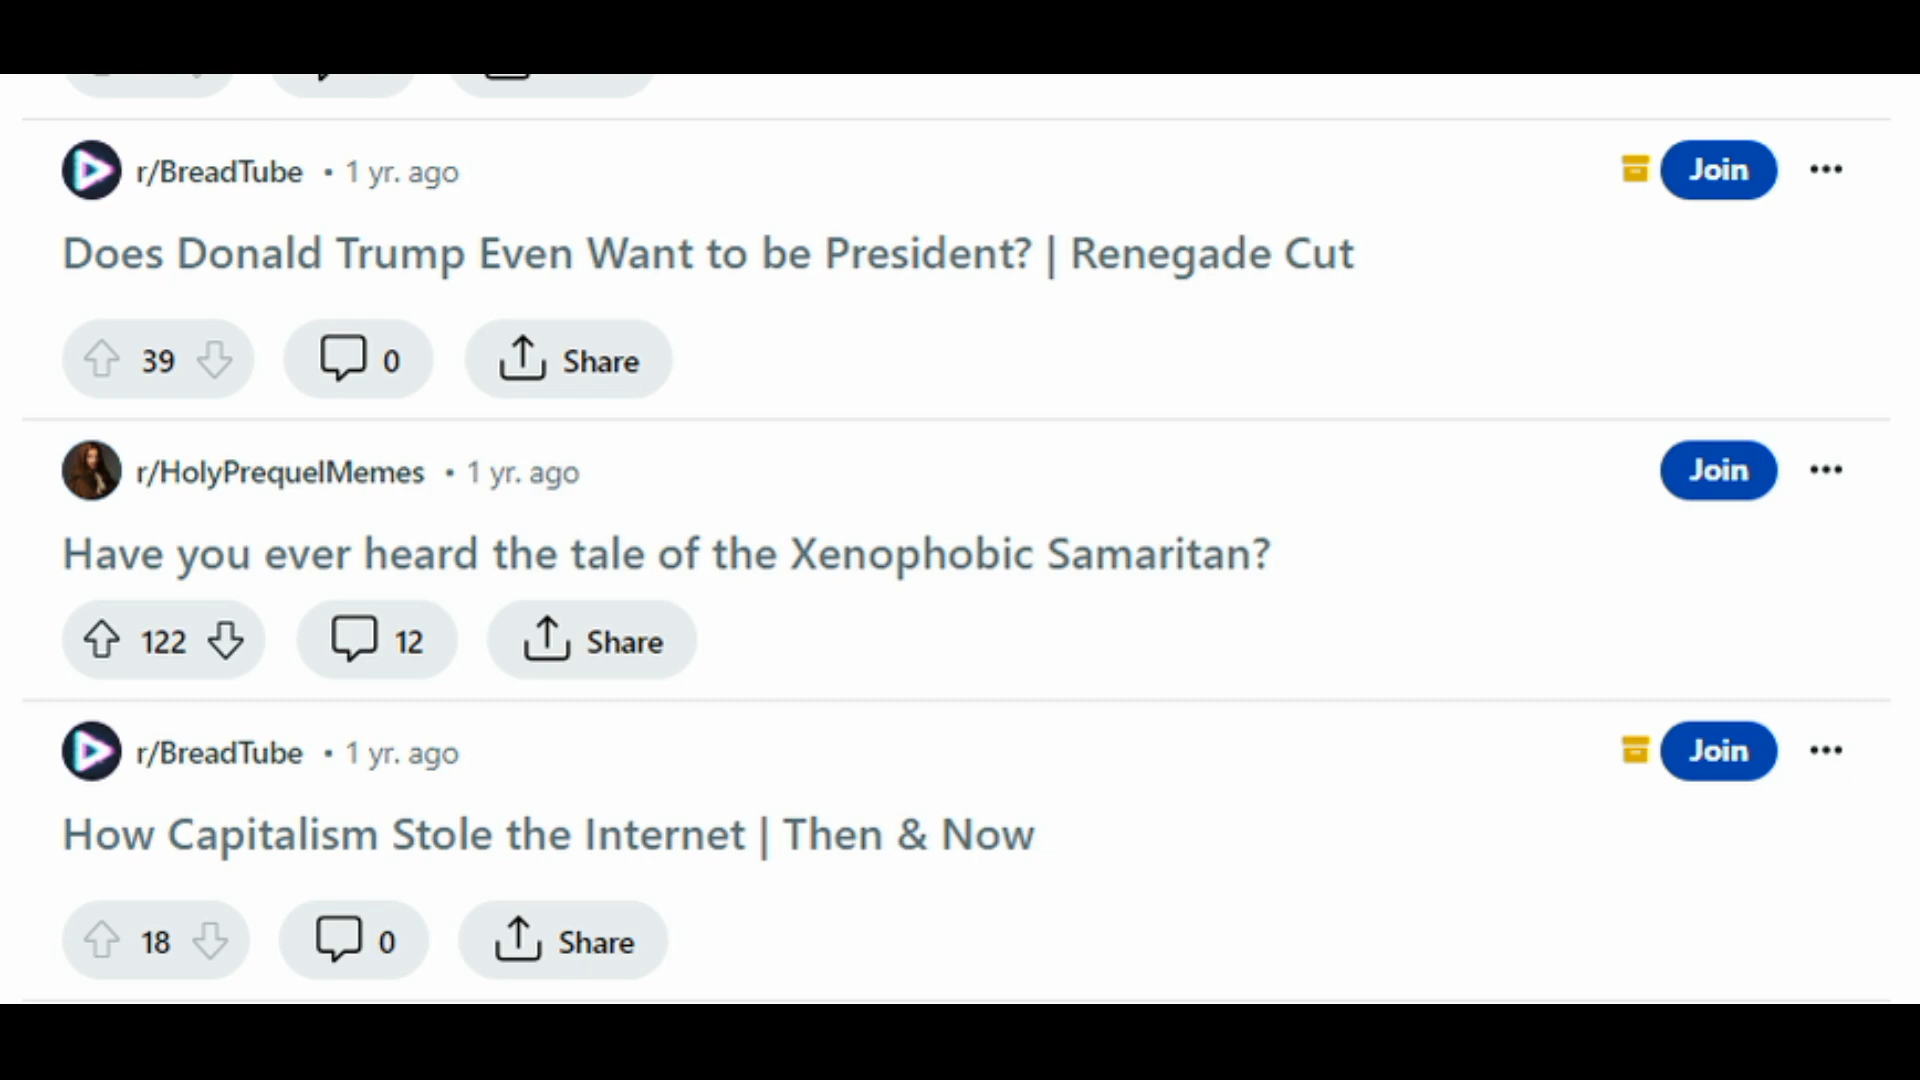 r/BreadTube • 1 yr. ago
Join
Does Donald Trump Even Want to be President? | Renegade Cut
39
0
Share
r/HolyPrequelMemes • 1 yr. ago
Join
Have you ever heard the tale of the Xenophobic Samaritan?
122
12
Share
r/BreadTube • 1 yr. ago
Join
How Capitalism Stole the Internet | Then & Now
18
0
Share